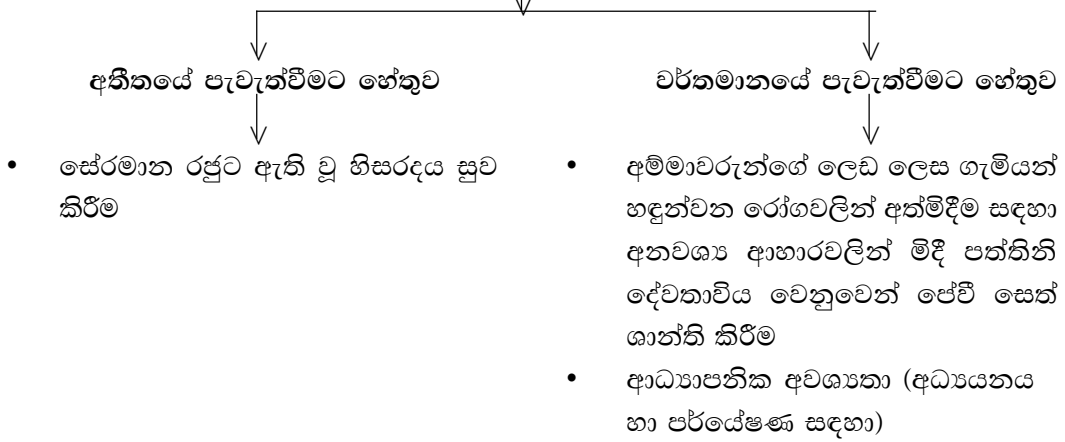 අතීතයේ පැවැත්වීමට හේතුව
• සේරමාන රජුට ඇති වූ හිසරදය සුව
කිරීම
වර්තමානයේ පැවැත්වීමට හේතුව
• අම්මාවරුන්ගේ ලෙඩ ලෙස ගැමියන්
හඳුන්වන රෝගවලින් අත්මිදීම සඳහා
අනවශ්‍ය ආහාරවලින් මිදී පත්තිනි
දේවතාවිය වෙනුවෙන් පේවී සෙත්
ශාන්ති කිරීම
• ආධ්‍යාපනික අවශ්‍යතා (අධ්‍යයනය
හා පර්යේෂණ සඳහා)